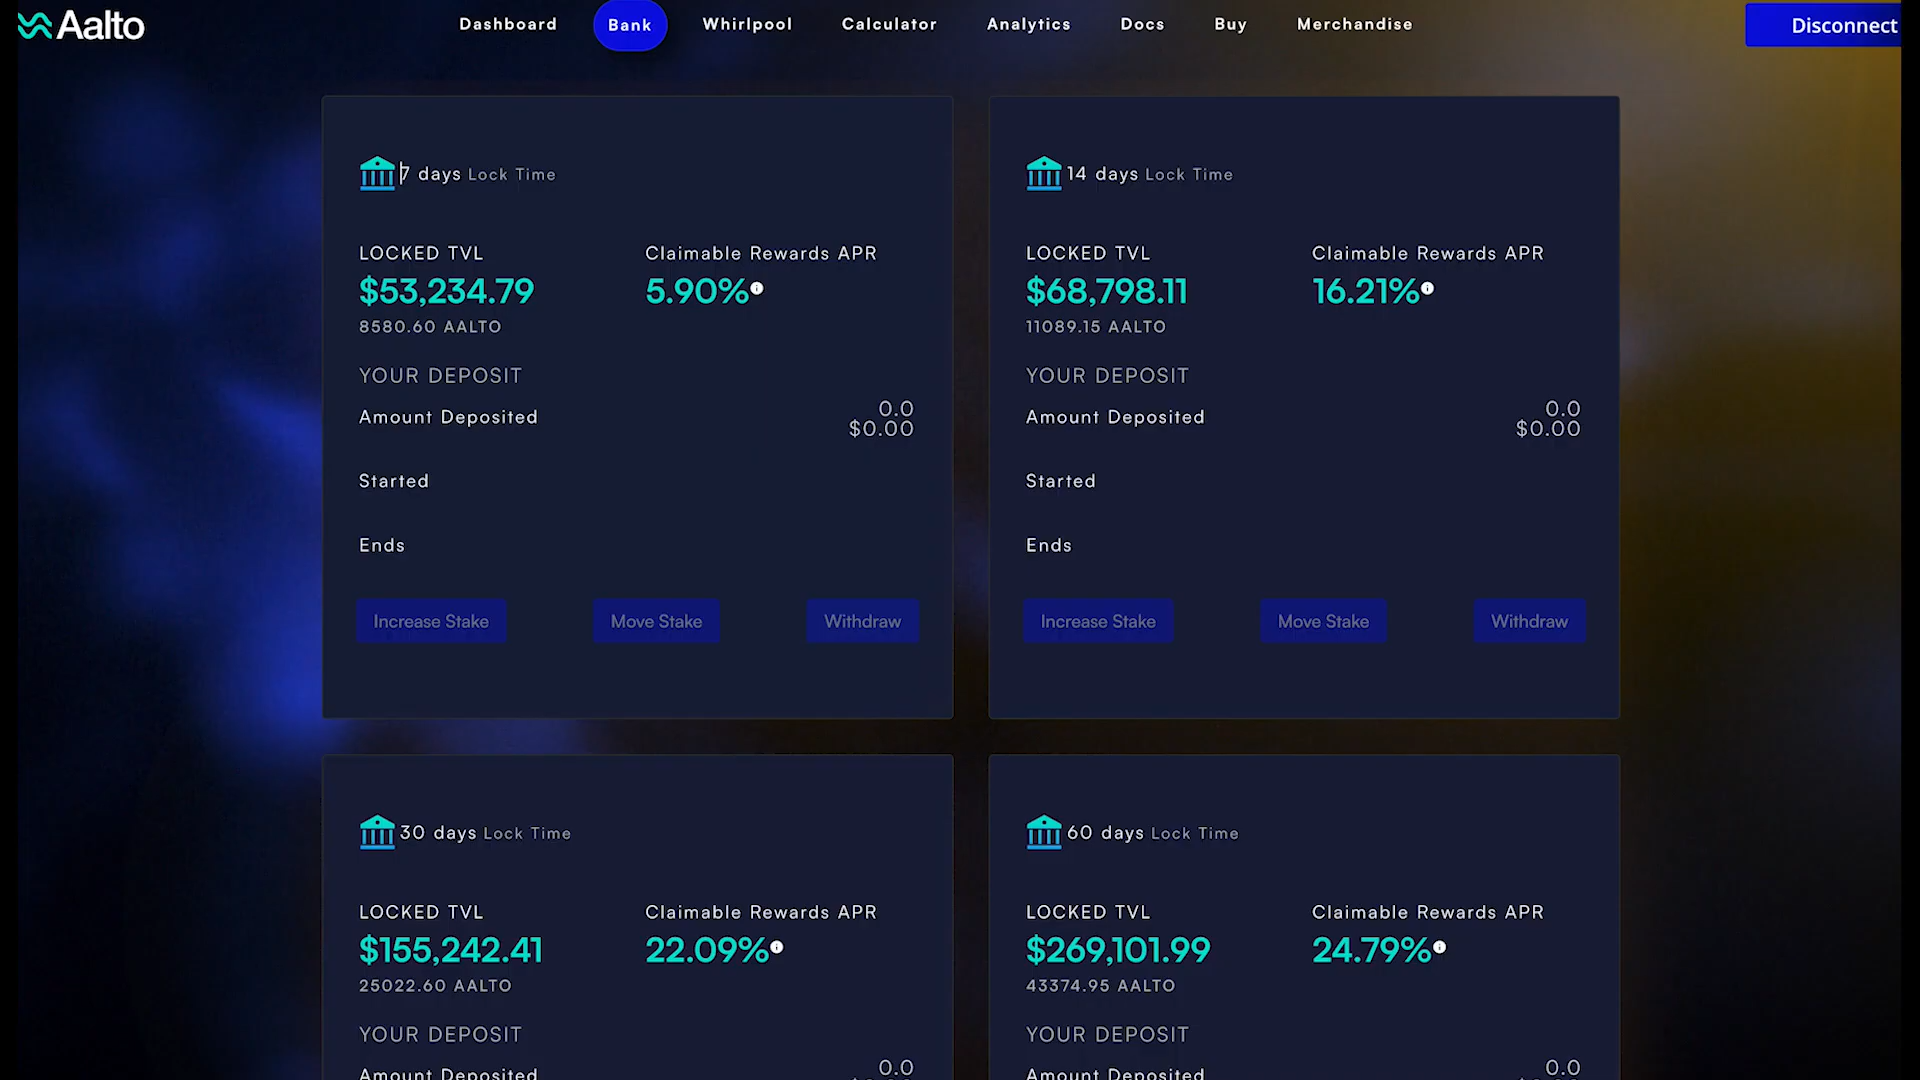 Aalto
Dashboard Bank Whirlpool Calculator Analytics Docs Buy Merchandise Disconnect
7 days Lock Time
LOCKED TVL Claimable Rewards APR
$53,234.79 5.90%
8580.60 AALTO
YOUR DEPOSIT
Amount Deposited 0.0
$0.00
Started
Ends
Increase Stake Move Stake Withdraw
14 days Lock Time
LOCKED TVL Claimable Rewards APR
$68,798.11 16.21%
11089.15 AALTO
YOUR DEPOSIT
Amount Deposited 0.0
$0.00
Started
Ends
Increase Stake Move Stake Withdraw
30 days Lock Time
LOCKED TVL Claimable Rewards APR
$155,242.41 22.09%
25022.60 AALTO
YOUR DEPOSIT
Amount Deposited 0.0
60 days Lock Time
LOCKED TVL Claimable Rewards APR
$269,101.99 24.79%
43374.95 AALTO
YOUR DEPOSIT
Amount Deposited 0.0